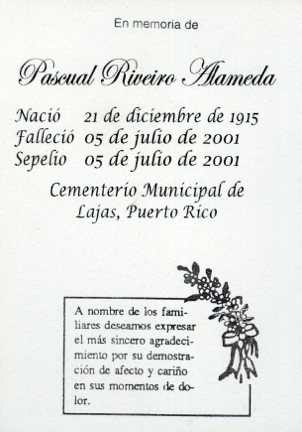 En memoria de
Pascual Riveiro Alameda
Nació 21 de diciembre de 1915
Falleció 05 de julio de 2001
Sepelio 05 de julio de 2001
Cementerio Municipal de
Lajas, Puerto Rico
A nombre de los fami-
liares deseamos expresar
el más sincero agradeci-
miento por su demostra-
ción de afecto y cariño
en sus momentos de do-
lor.